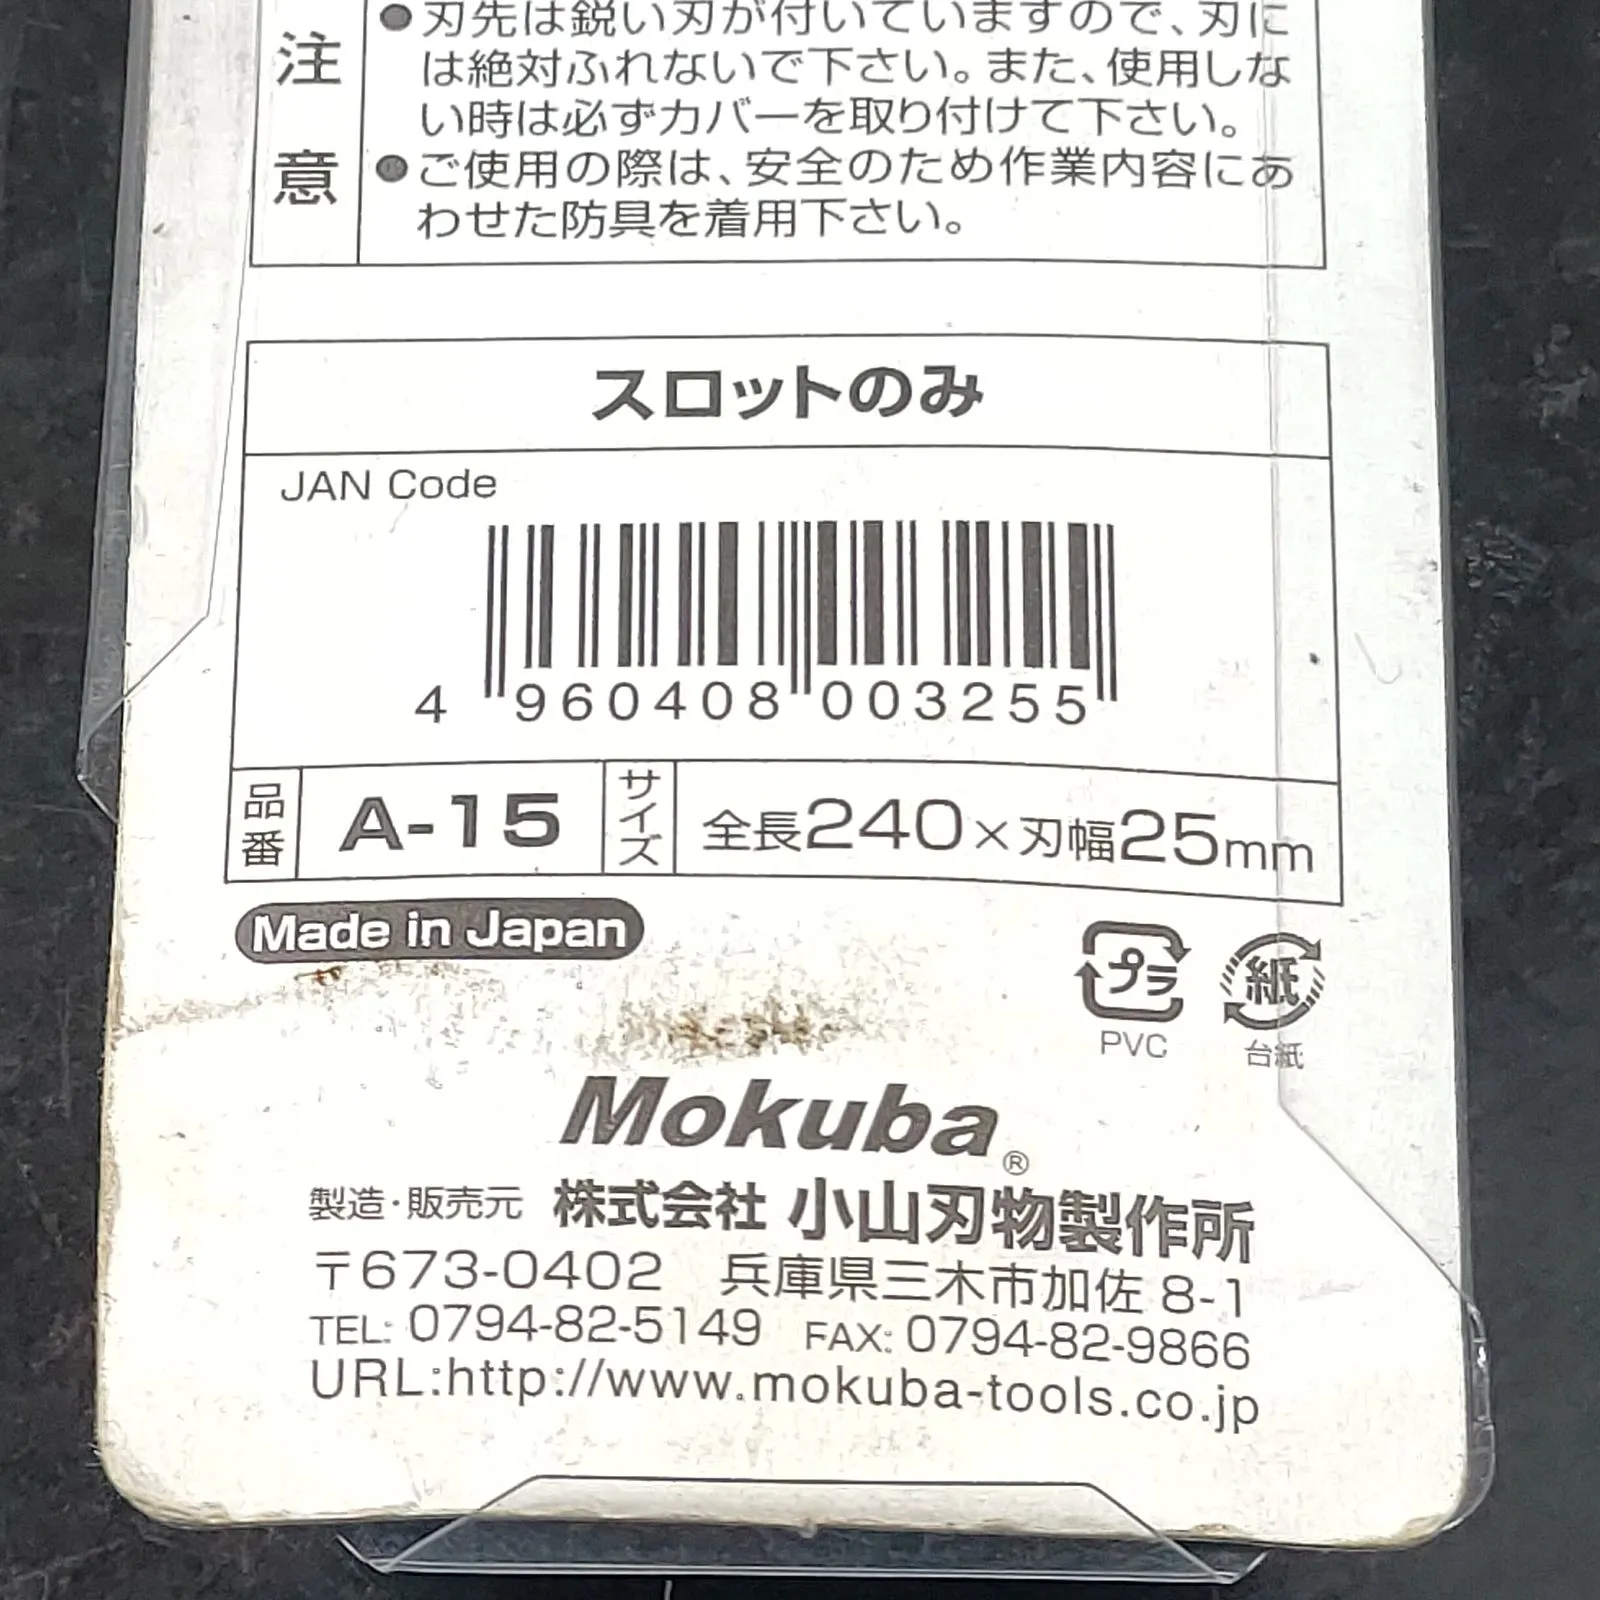 注意
●刃先は鋭い刃が付いていますので、刃に
は絶対ふれないで下さい。また、使用しな
い時は必ずカバーを取り付けて下さい。
●ご使用の際は、安全のため作業内容にあ
わせた防具を着用下さい。
スロットのみ
JAN Code
4 960408 003255
品番 A-15 サイズ 全長240×刃幅25mm
Made in Japan
プラ 紙
PVC 台紙
Mokuba®
製造・販売元 株式会社 小山刃物製作所
〒673-0402 兵庫県三木市加佐 8-1
TEL: 0794-82-5149 FAX: 0794-82-9866
URL:http://www.mokuba-tools.co.jp